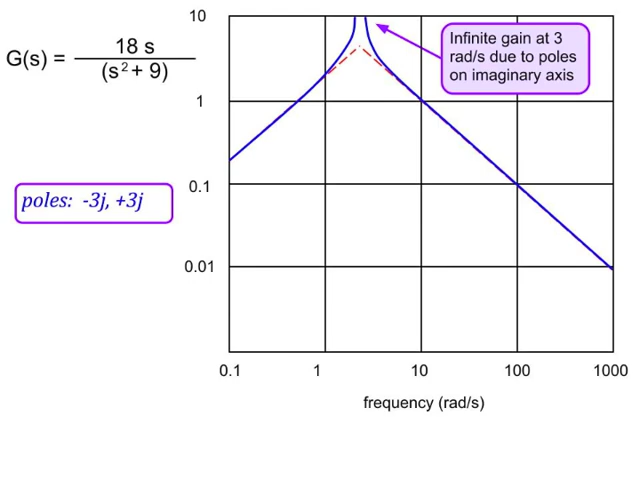 G(s) = 18 s
(s² + 9)
poles: -3j, +3j
10
1
0.1
0.01
Infinite gain at 3
rad/s due to poles
on imaginary axis
0.1 1 10 100 1000
frequency (rad/s)